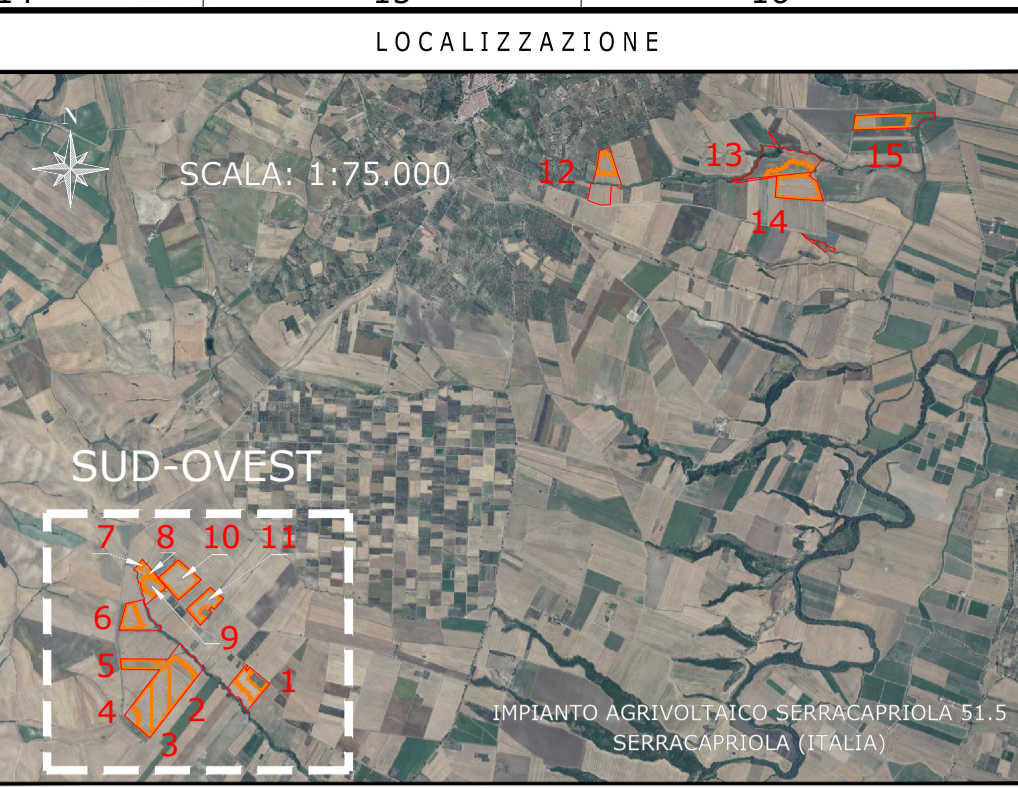 LOCALIZZAZIONE
N
SCALA: 1:75.000
12
13
14
15
SUD-OVEST
7 8 10 11
6
9
5
1
4
2
3
IMPIANTO AGRIVOLTAICO SERRACAPRIOLA 51.5
SERRACAPRIOLA (ITALIA)